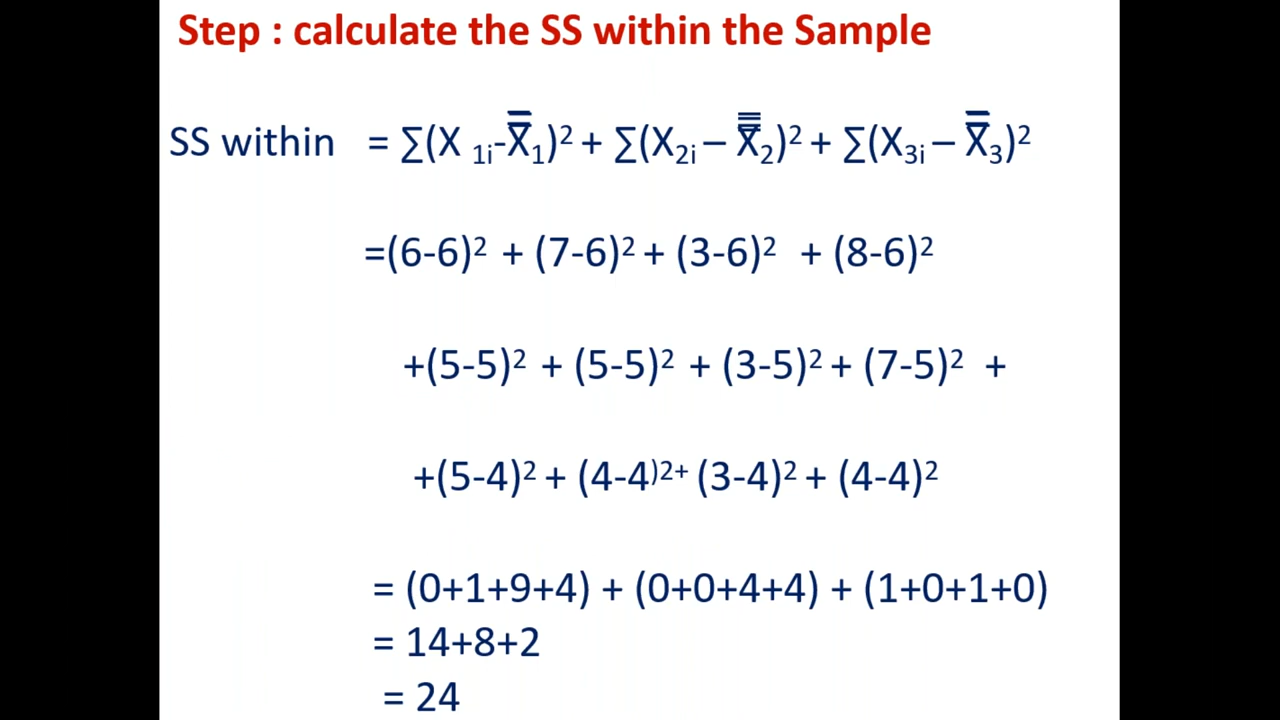 Step : calculate the SS within the Sample
SS within = ∑(X ₁ᵢ-X̿₁)² + ∑(X₂ᵢ – X̿₂)² + ∑(X₃ᵢ – X̿₃)²
=(6-6)² + (7-6)² + (3-6)² + (8-6)²
+(5-5)² + (5-5)² + (3-5)² + (7-5)² +
+(5-4)² + (4-4⁾²⁺ (3-4)² + (4-4)²
= (0+1+9+4) + (0+0+4+4) + (1+0+1+0)
= 14+8+2
= 24